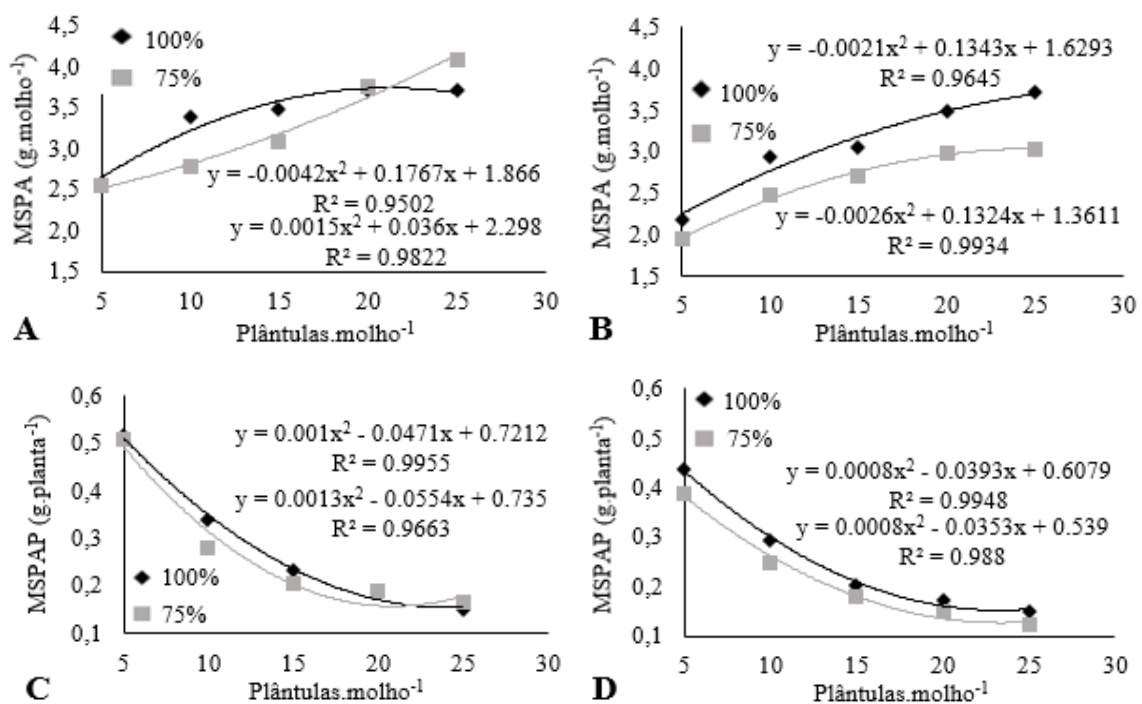 4,5
4,0
3,5
3,0
2,5
2,0
1,5
MSPA (g.molho⁻¹)
100%
75%
y = -0.0042x² + 0.1767x + 1.866
R² = 0.9502
y = 0.0015x² + 0.036x + 2.298
R² = 0.9822
5 10 15 20 25 30
Plântulas.molho⁻¹
A
4,5
4,0
3,5
3,0
2,5
2,0
1,5
MSPA (g.molho⁻¹)
y = -0.0021x² + 0.1343x + 1.6293
R² = 0.9645
100%
75%
y = -0.0026x² + 0.1324x + 1.3611
R² = 0.9934
5 10 15 20 25 30
Plântulas.molho⁻¹
B
0,6
0,5
0,4
0,3
0,2
0,1
MSPAP (g.planta⁻¹)
y = 0.001x² - 0.0471x + 0.7212
R² = 0.9955
y = 0.0013x² - 0.0554x + 0.735
R² = 0.9663
100%
75%
5 10 15 20 25 30
Plântulas.molho⁻¹
C
0,6
0,5
0,4
0,3
0,2
0,1
MSPAP (g.planta⁻¹)
100%
75%
y = 0.0008x² - 0.0393x + 0.6079
R² = 0.9948
y = 0.0008x² - 0.0353x + 0.539
R² = 0.988
5 10 15 20 25 30
Plântulas.molho⁻¹
D